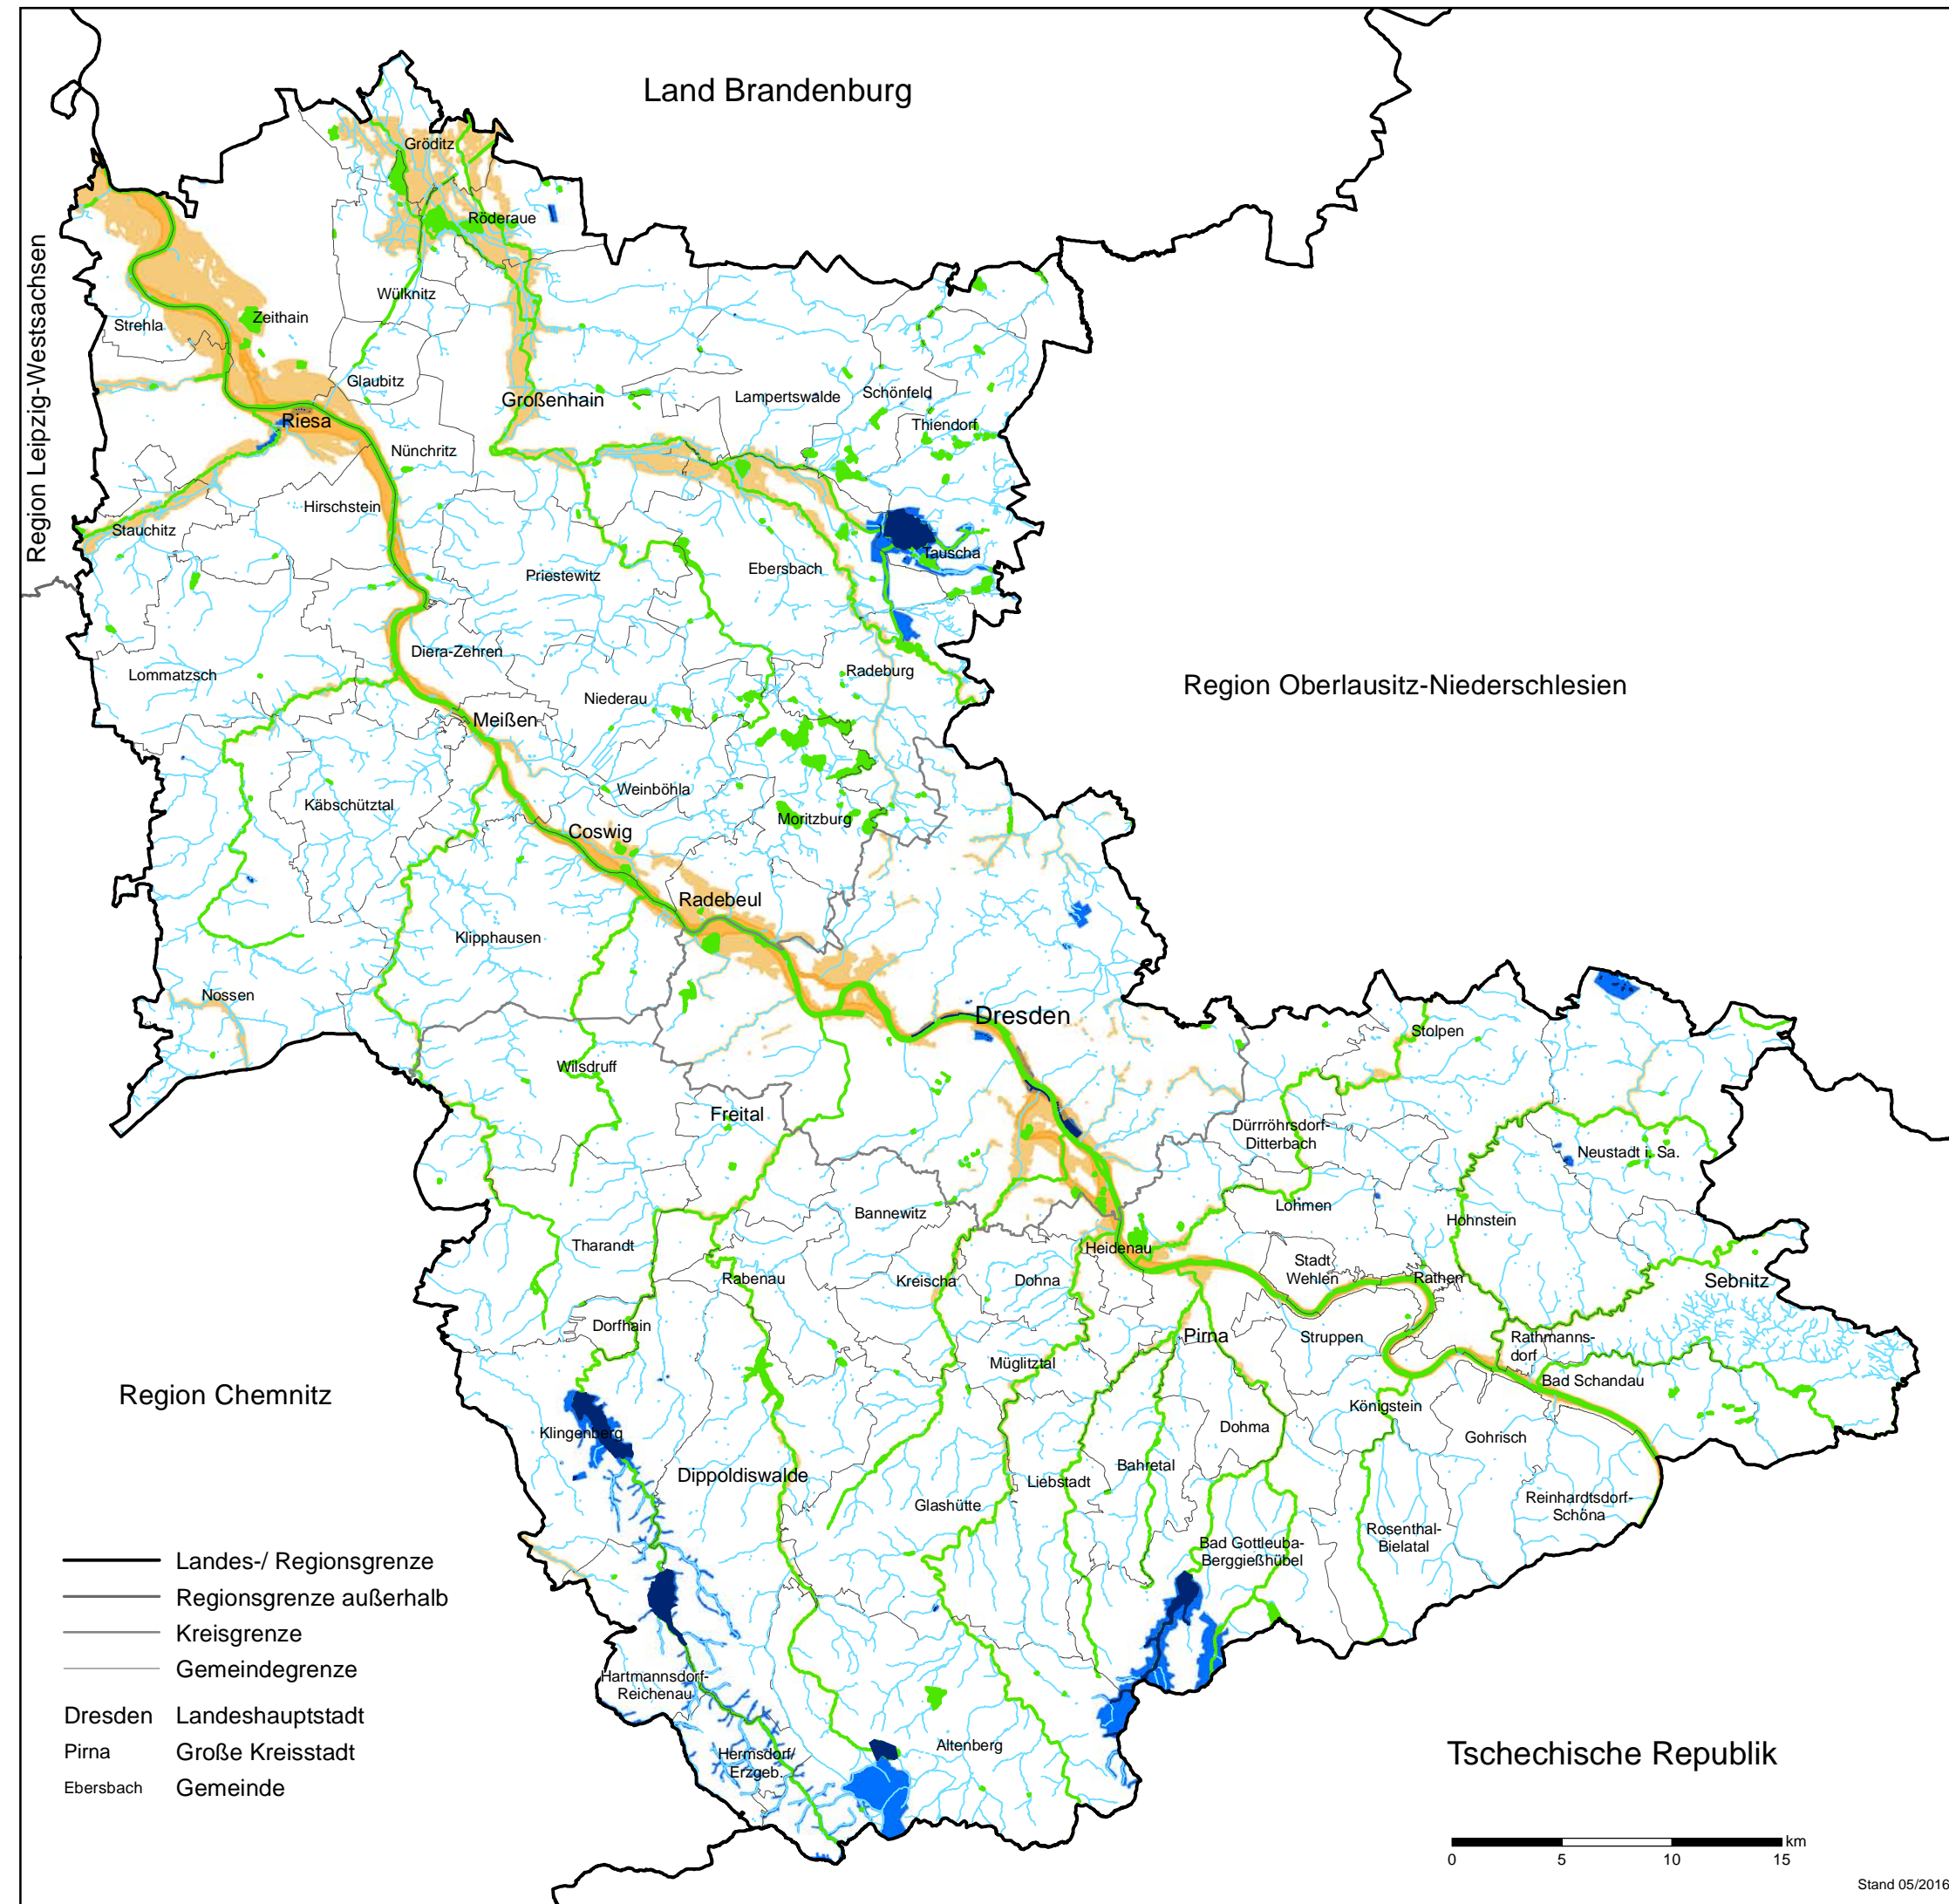 Land Brandenburg
Gröditz
Röderaue
Region Leipzig-Westsachsen
Wülknitz
Zeithain
Strehla
Glaubitz
Großenhain
Lampertswalde
Schönfeld
Thiendorf
Riesa
Nünchritz
Hirschstein
Stauchitz
Tauscha
Ebersbach
Priestewitz
Diera-Zehren
Radeburg
Lommatzsch
Region Oberlausitz-Niederschlesien
Niederau
Meißen
Weinböhla
Käbschütztal
Moritzburg
Coswig
Radebeul
Klipphausen
Nossen
Dresden
Stolpen
Wilsdruff
Freital
Dürrröhrsdorf-
Ditterbach
Neustadt i. Sa.
Lohmen
Bannewitz
Hohnstein
Tharandt
Heidenau
Stadt
Wehlen
Rathen
Rabenau
Kreischa
Dohna
Sebnitz
Dorfhain
Pirna
Struppen
Rathmanns-
dorf
Müglitztal
Bad Schandau
Region Chemnitz
Königstein
Klingenberg
Dohma
Gohrisch
Dippoldiswalde
Bahretal
Liebstadt
Glashütte
Reinhardtsdorf-
Schöna
Rosenthal-
Bielatal
Bad Gottleuba-
Berggießhübel
Landes-/ Regionsgrenze
Regionsgrenze außerhalb
Kreisgrenze
Gemeindegrenze
Hartmannsdorf-
Reichenau
Dresden Landeshauptstadt
Pirna Große Kreisstadt
Ebersbach Gemeinde
Altenberg
Hermsdorf/
Erzgeb.
Tschechische Republik
km
0 5 10 15
Stand 05/2016